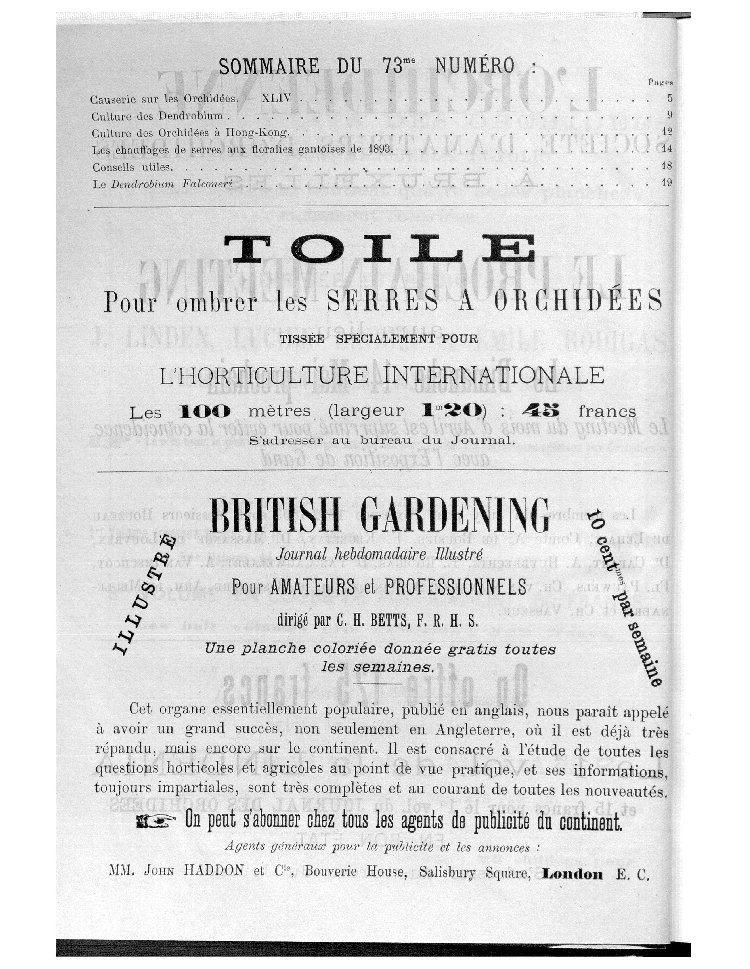 SOMMAIRE DU 73me NUMÉRO :
Pages
Causerie sur les Orchidées. XLIV . . . . . . . . . . 5
Culture des Dendrobium . . . . . . . . . . 9
Culture des Orchidées à Hong-Kong. . . . . . . . . . 12
Les chauffages de serres aux floralies gantoises de 1893. . . . . . . . . . 14
Conseils utiles. . . . . . . . . . 18
Le Dendrobium Falconeri . . . . . . . . . . 19
TOILE
Pour ombrer les SERRES A ORCHIDÉES
TISSÉE SPÉCIALEMENT POUR
L'HORTICULTURE INTERNATIONALE
Les 100 mètres (largeur 1m20) : 45 francs
S'adresser au bureau du Journal.
BRITISH GARDENING
Journal hebdomadaire Illustré
ILLUSTRÉ
Pour AMATEURS et PROFESSIONNELS
10 centmes par semaine
dirigé par C. H. BETTS, F. R. H. S.
Une planche coloriée donnée gratis toutes
les semaines.
Cet organe essentiellement populaire, publié en anglais, nous paraît appelé
à avoir un grand succès, non seulement en Angleterre, où il est déjà très
répandu, mais encore sur le continent. Il est consacré à l'étude de toutes les
questions horticoles et agricoles au point de vue pratique, et ses informations,
toujours impartiales, sont très complètes et au courant de toutes les nouveautés.
☛ On peut s'abonner chez tous les agents de publicité du continent.
Agents généraux pour la publicité et les annonces :
MM. JOHN HADDON et Cie, Bouverie House, Salisbury Square, London E. C.